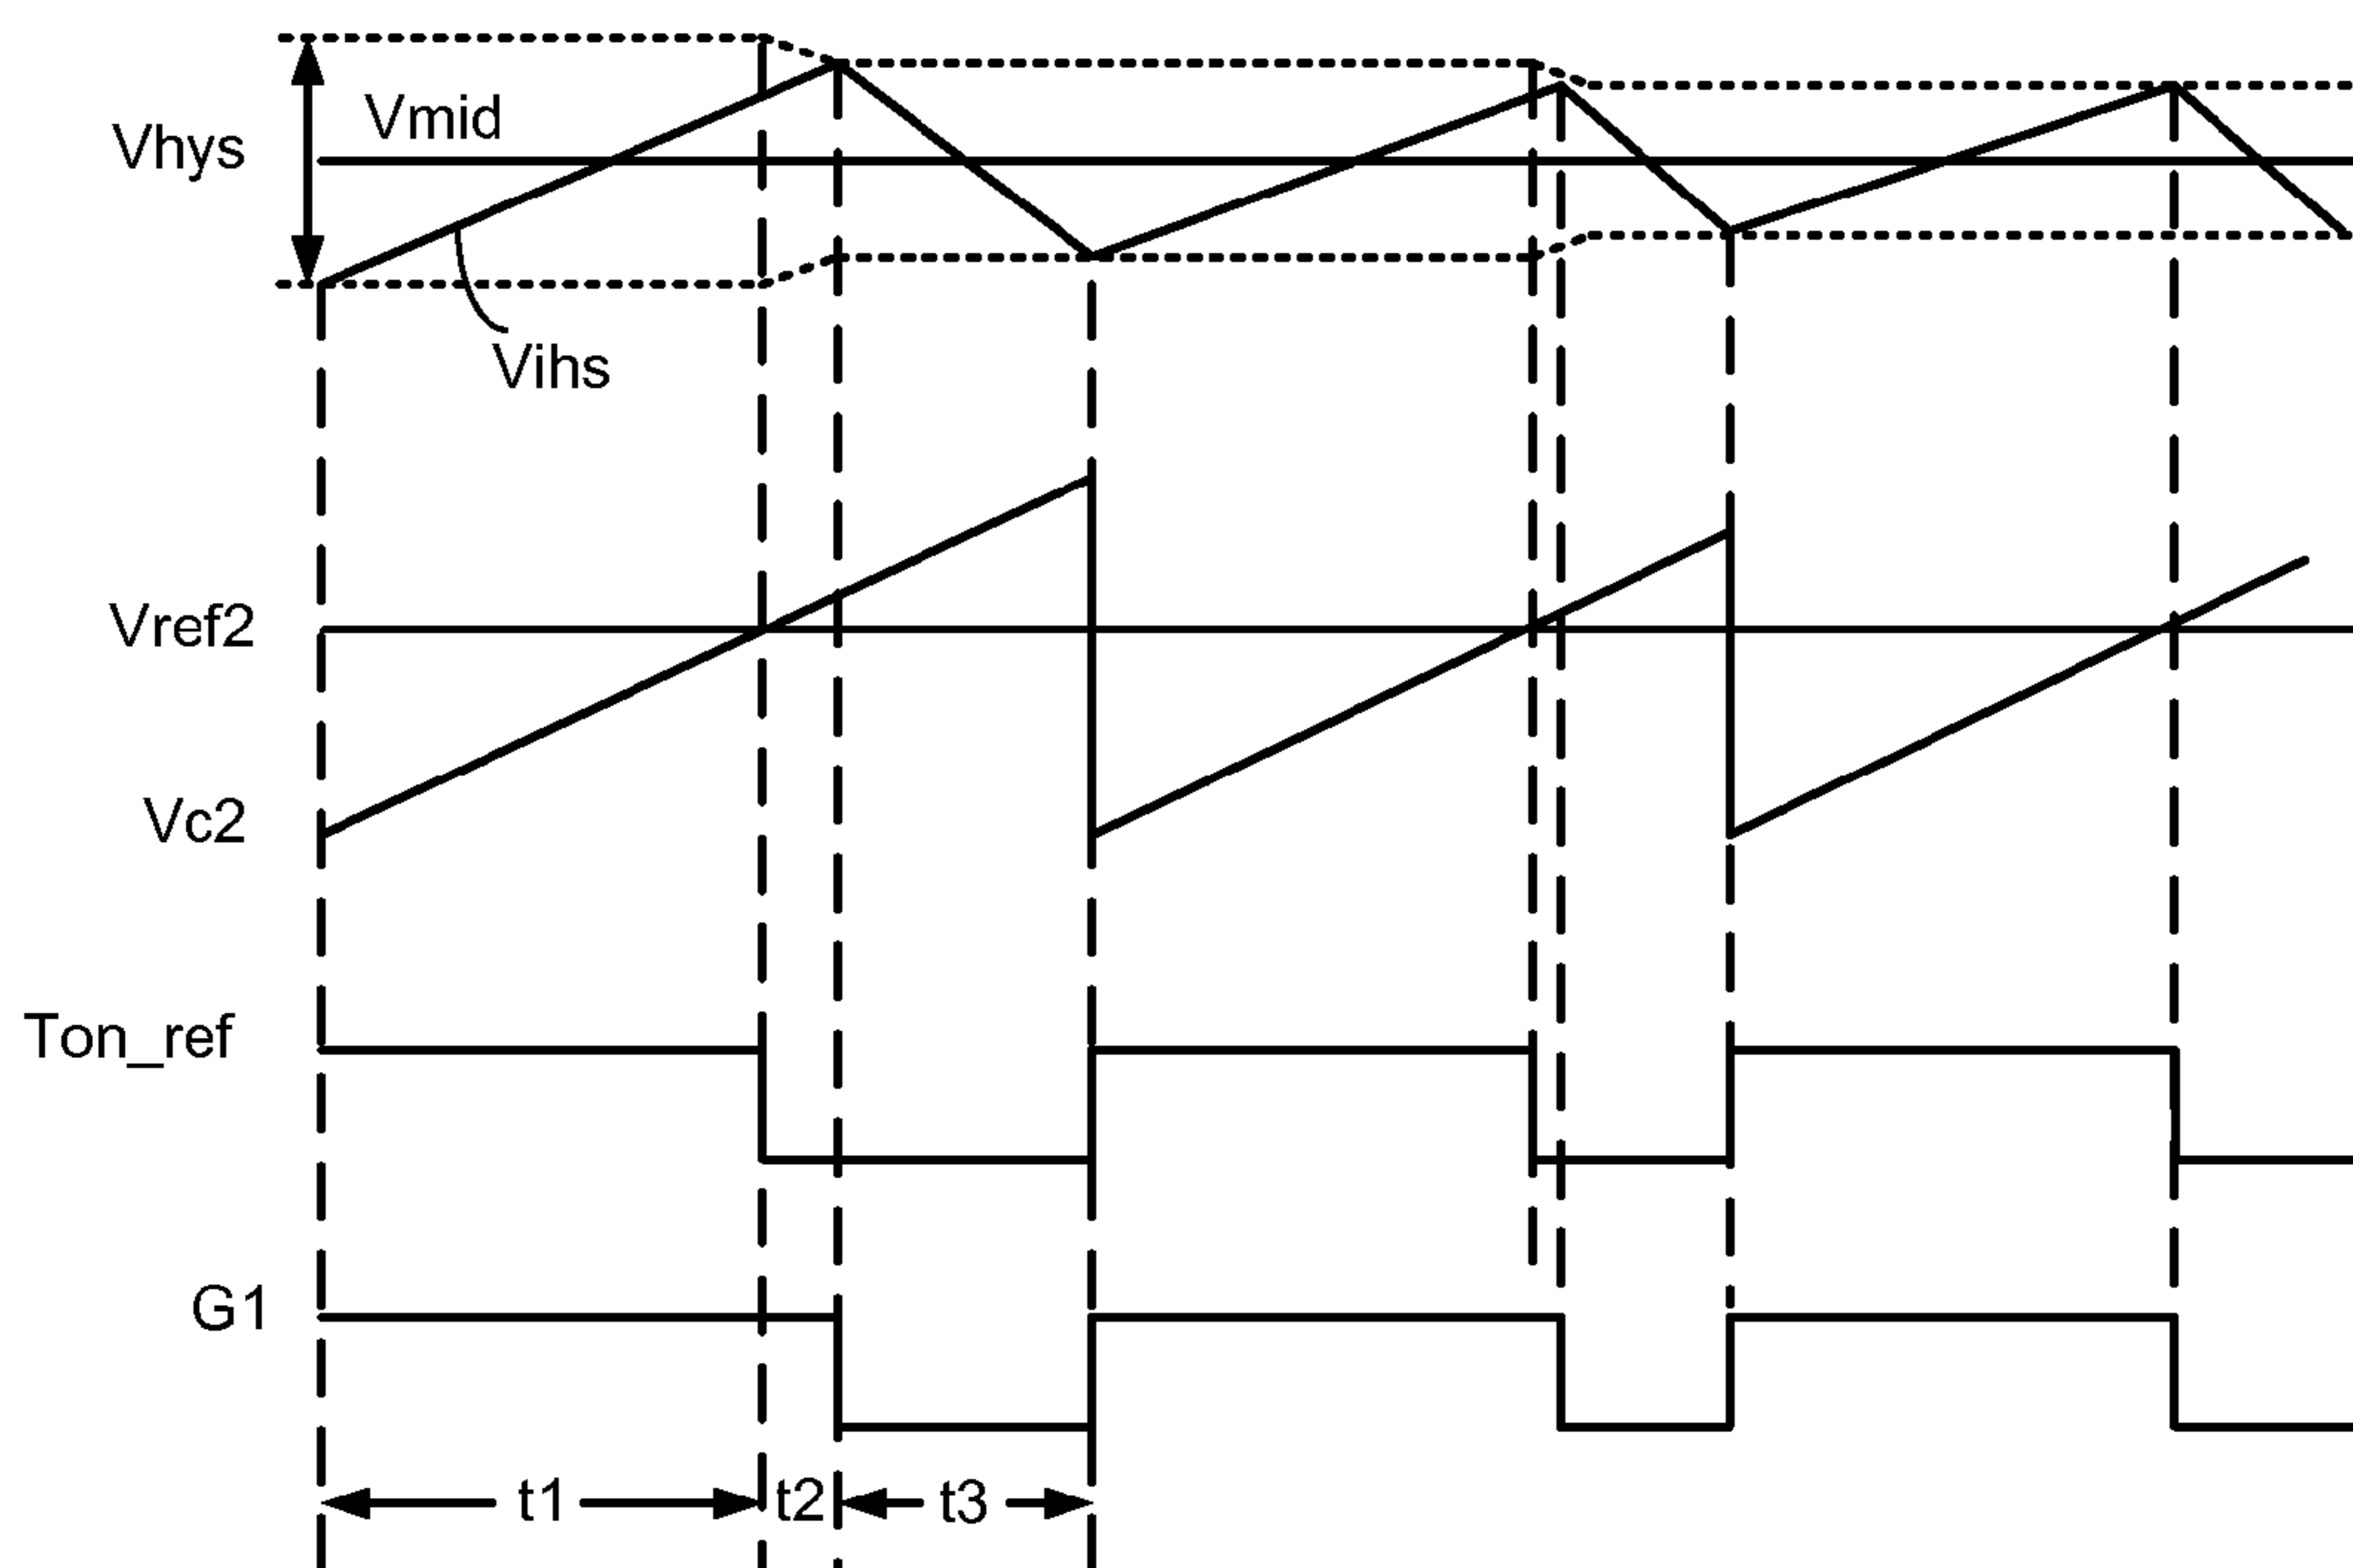 Vmid
Vhys
Vihs
Vref2
Vc2
Ton_ref
G1
t1
t2
t3